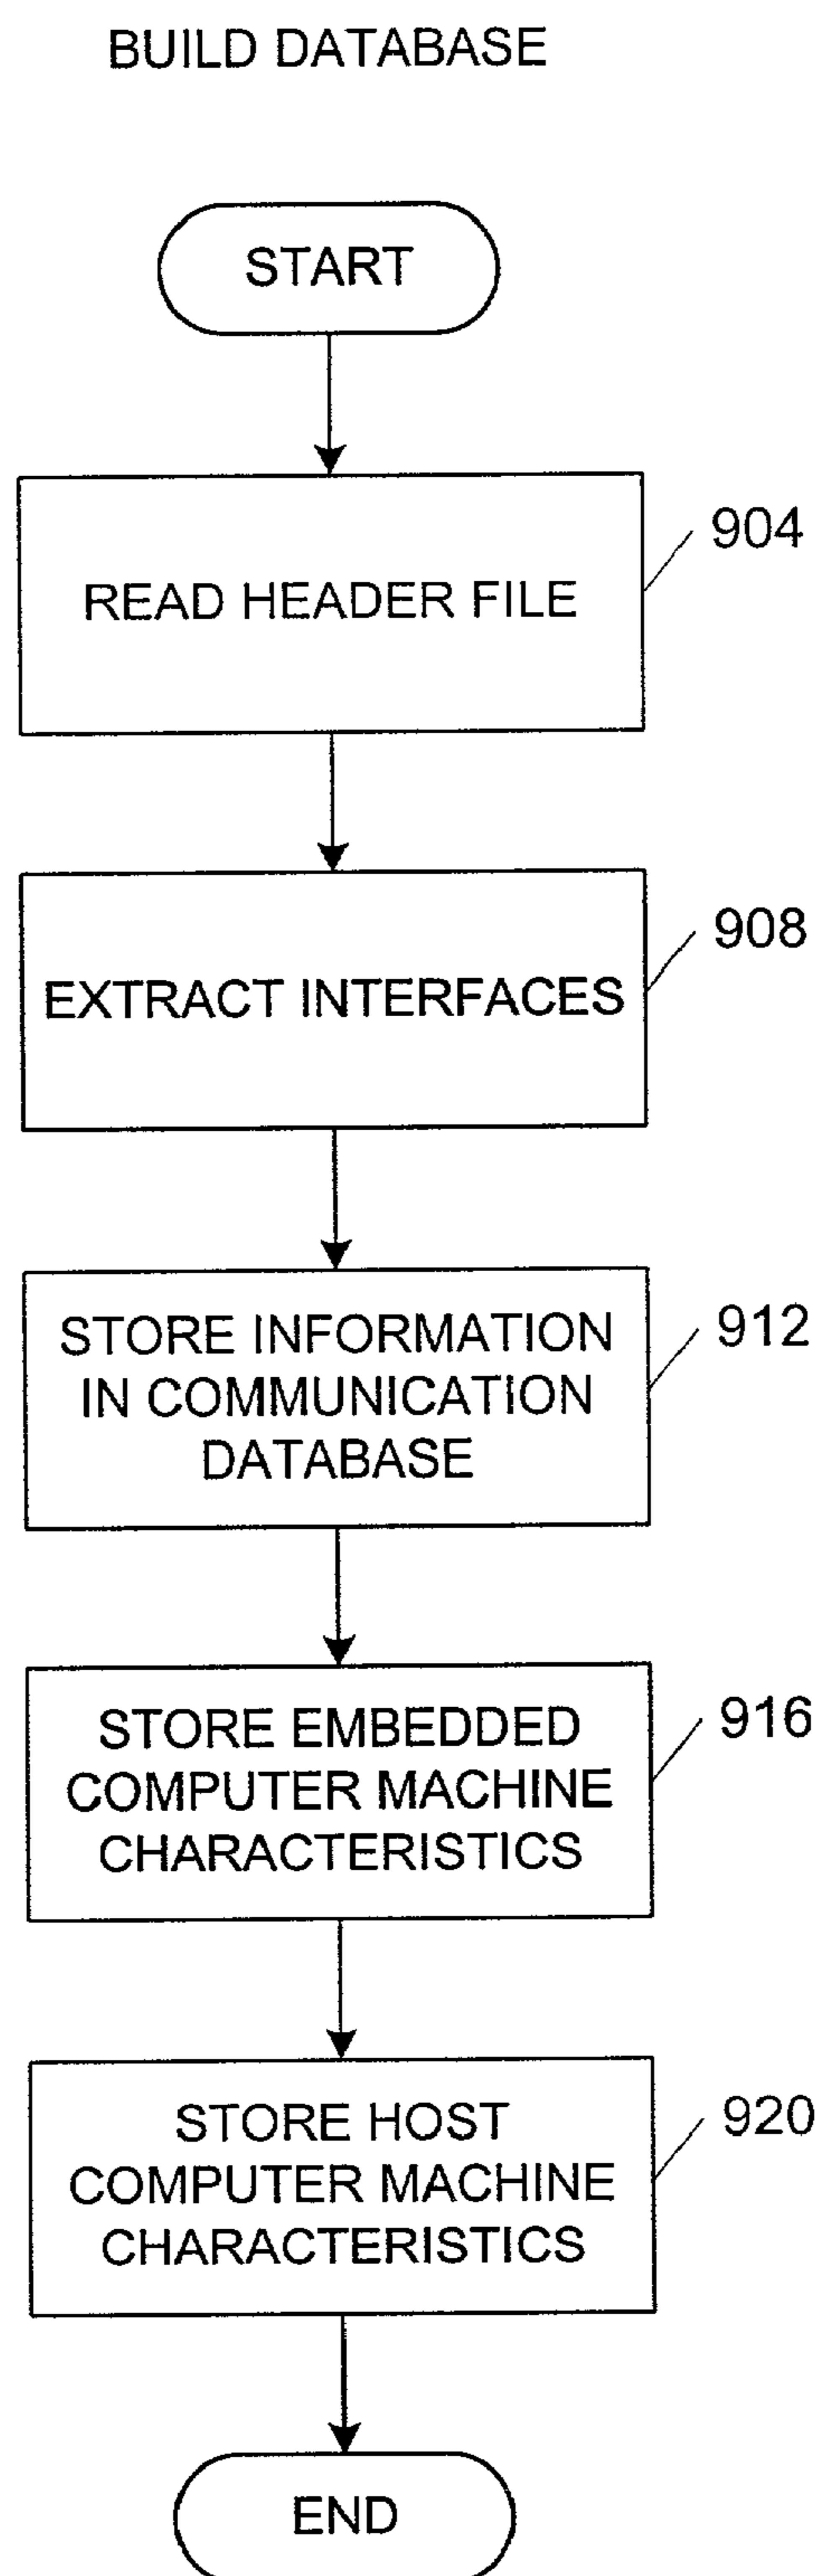 BUILD DATABASE
START
READ HEADER FILE
904
EXTRACT INTERFACES
908
STORE INFORMATION
IN COMMUNICATION
DATABASE
912
STORE EMBEDDED
COMPUTER MACHINE
CHARACTERISTICS
916
STORE HOST
COMPUTER MACHINE
CHARACTERISTICS
920
END